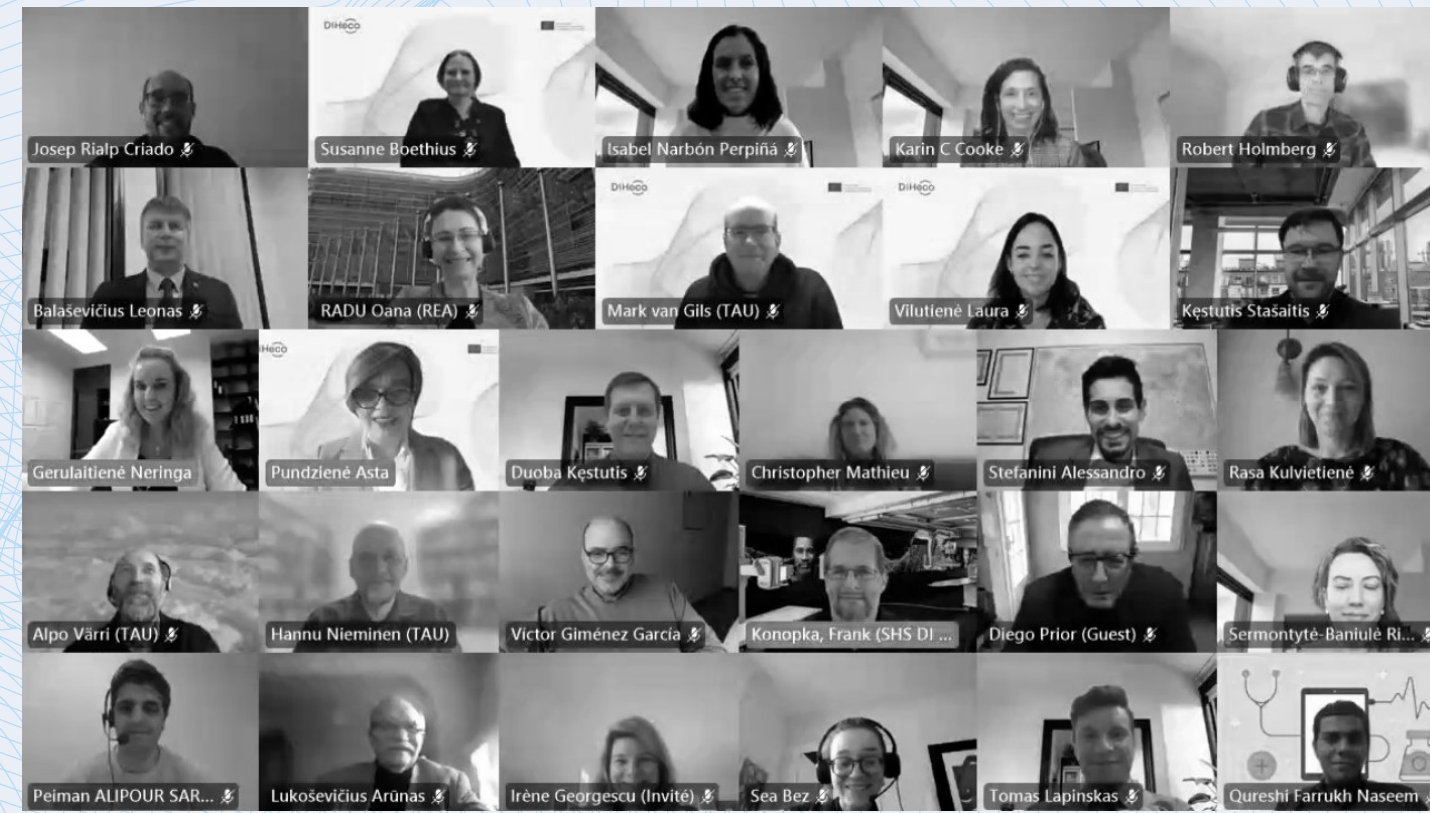 DIHeco
Josep Rialp Criado
Susanne Boethius
Isabel Narbón Perpiñá
Karin C Cooke
Robert Holmberg
DIHeco
DIHeco
Balaševičius Leonas
RADU Oana (REA)
Mark van Gils (TAU)
Vilutienė Laura
Kęstutis Stašaitis
Heco
Gerulaitienė Neringa
Pundzienė Asta
Duoba Kęstutis
Christopher Mathieu
Stefanini Alessandro
Rasa Kulvietienė
Alpo Värri (TAU)
Hannu Nieminen (TAU)
Víctor Giménez García
Konopka, Frank (SHS DI ...
Diego Prior (Guest)
Sermontytė-Baniulė Ri...
Peiman ALIPOUR SAR...
Lukoševičius Arūnas
Irène Georgescu (Invité)
Sea Bez
Tomas Lapinskas
Qureshi Farrukh Naseem